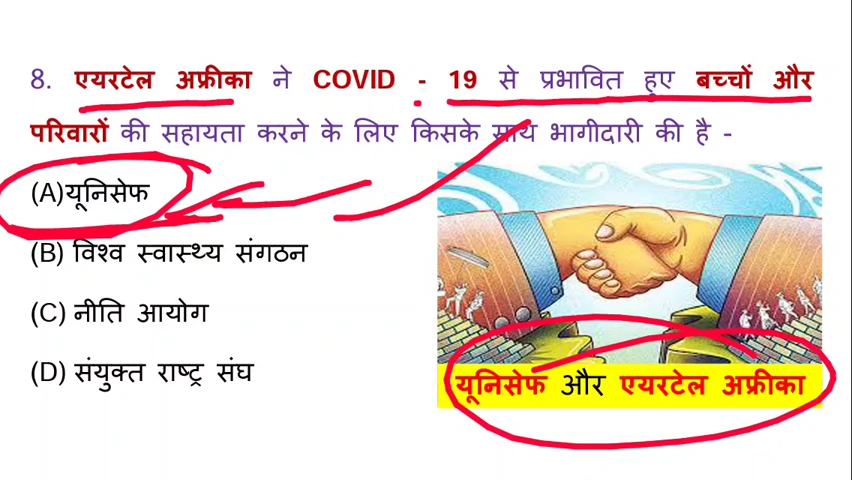 8. एयरटेल अफ्रीका ने COVID - 19 से प्रभावित हुए बच्चों और
परिवारों की सहायता करने के लिए किसके साथ भागीदारी की है -
(A)यूनिसेफ
(B) विश्व स्वास्थ्य संगठन
(C) नीति आयोग
(D) संयुक्त राष्ट्र संघ
यूनिसेफ और एयरटेल अफ्रीका